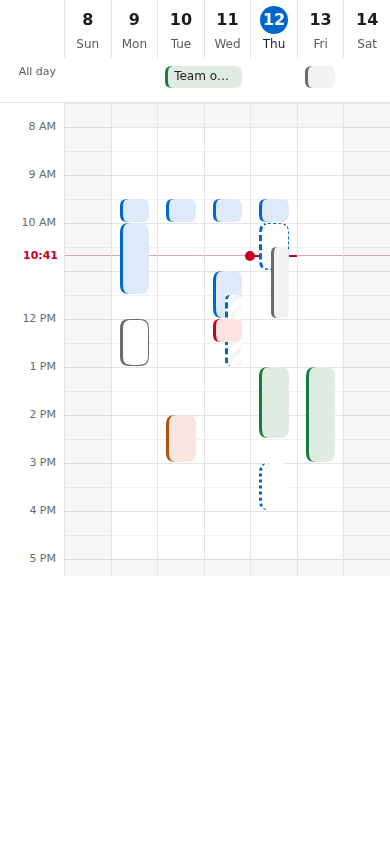 8 9 10 11 12 13 14
Sun Mon Tue Wed Thu Fri Sat
All day
Team o...
8 AM
9 AM
10 AM
10:41
12 PM
1 PM
2 PM
3 PM
4 PM
5 PM